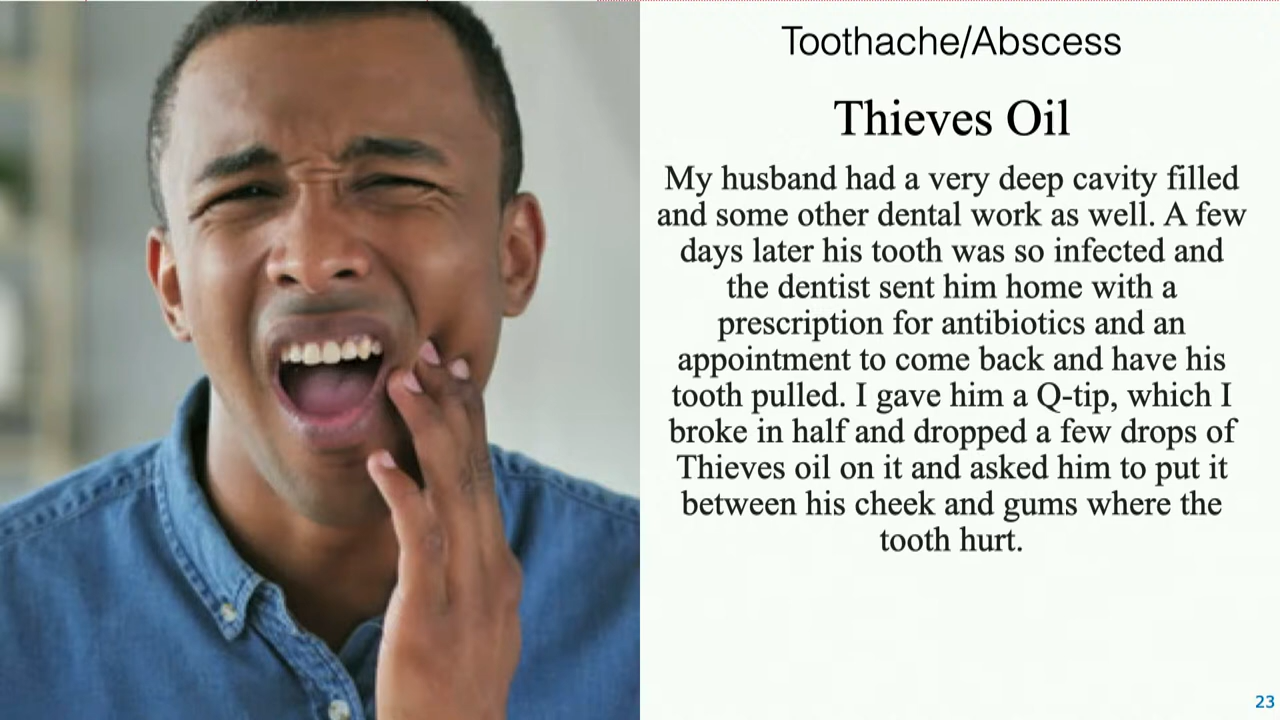 Toothache/Abscess
Thieves Oil
My husband had a very deep cavity filled
and some other dental work as well. A few
days later his tooth was so infected and
the dentist sent him home with a
prescription for antibiotics and an
appointment to come back and have his
tooth pulled. I gave him a Q-tip, which I
broke in half and dropped a few drops of
Thieves oil on it and asked him to put it
between his cheek and gums where the
tooth hurt.
23